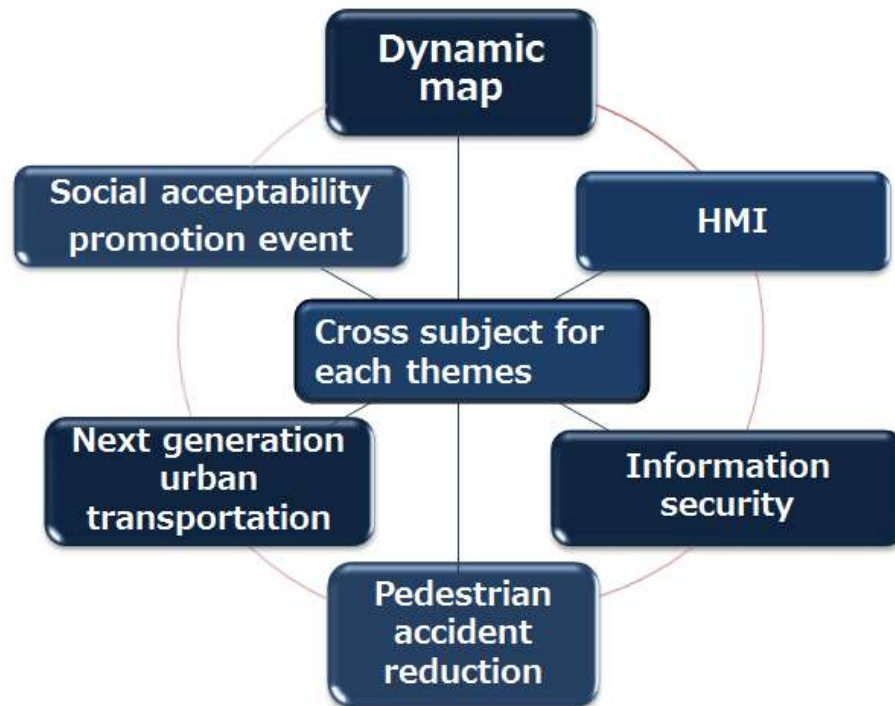 Dynamic
map
Social acceptability
promotion event
HMI
Cross subject for
each themes
Next generation
urban
transportation
Information
security
Pedestrian
accident
reduction